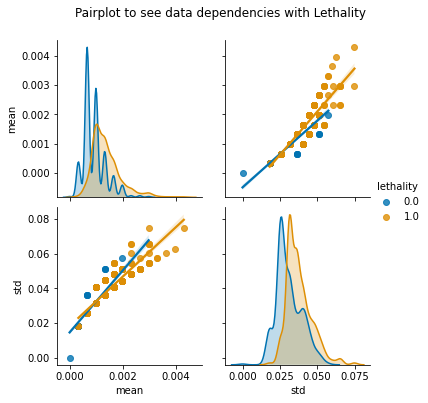 Pairplot to see data dependencies with Lethality
0.004
0.003
0.002
0.001
0.000
mean
lethality
0.0
1.0
0.08
0.06
0.04
0.02
0.00
std
0.000 0.002 0.004
mean
0.000 0.025 0.050 0.075
std